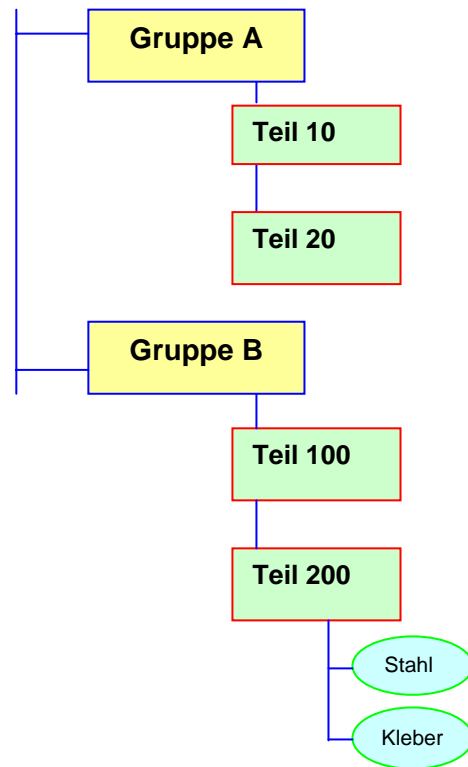 Gruppe A
Teil 10
Teil 20
Gruppe B
Teil 100
Teil 200
Stahl
Kleber